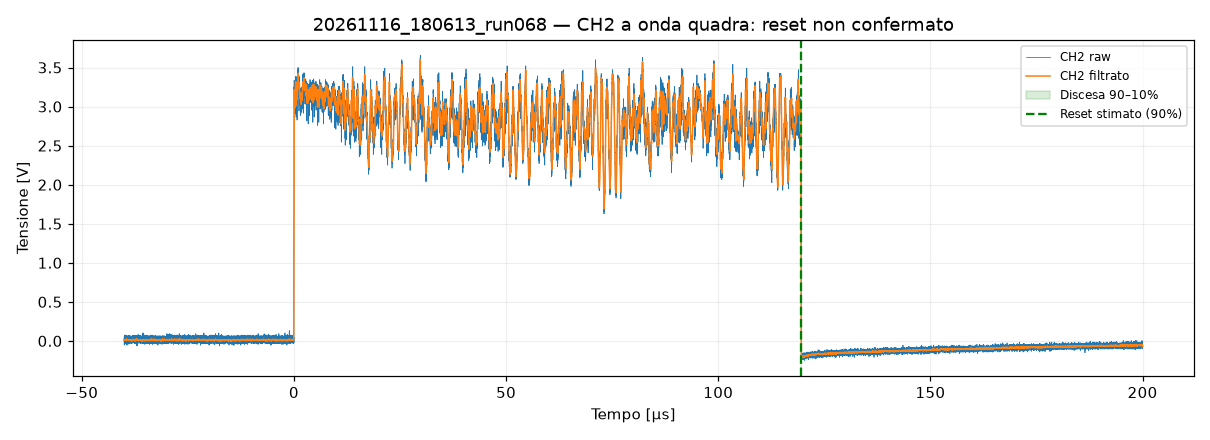 20261116_180613_run068 — CH2 a onda quadra: reset non confermato
CH2 raw
CH2 filtrato
Discesa 90–10%
Reset stimato (90%)
Tensione [V]
3.5
3.0
2.5
2.0
1.5
1.0
0.5
0.0
−50
0
50
100
150
200
Tempo [µs]